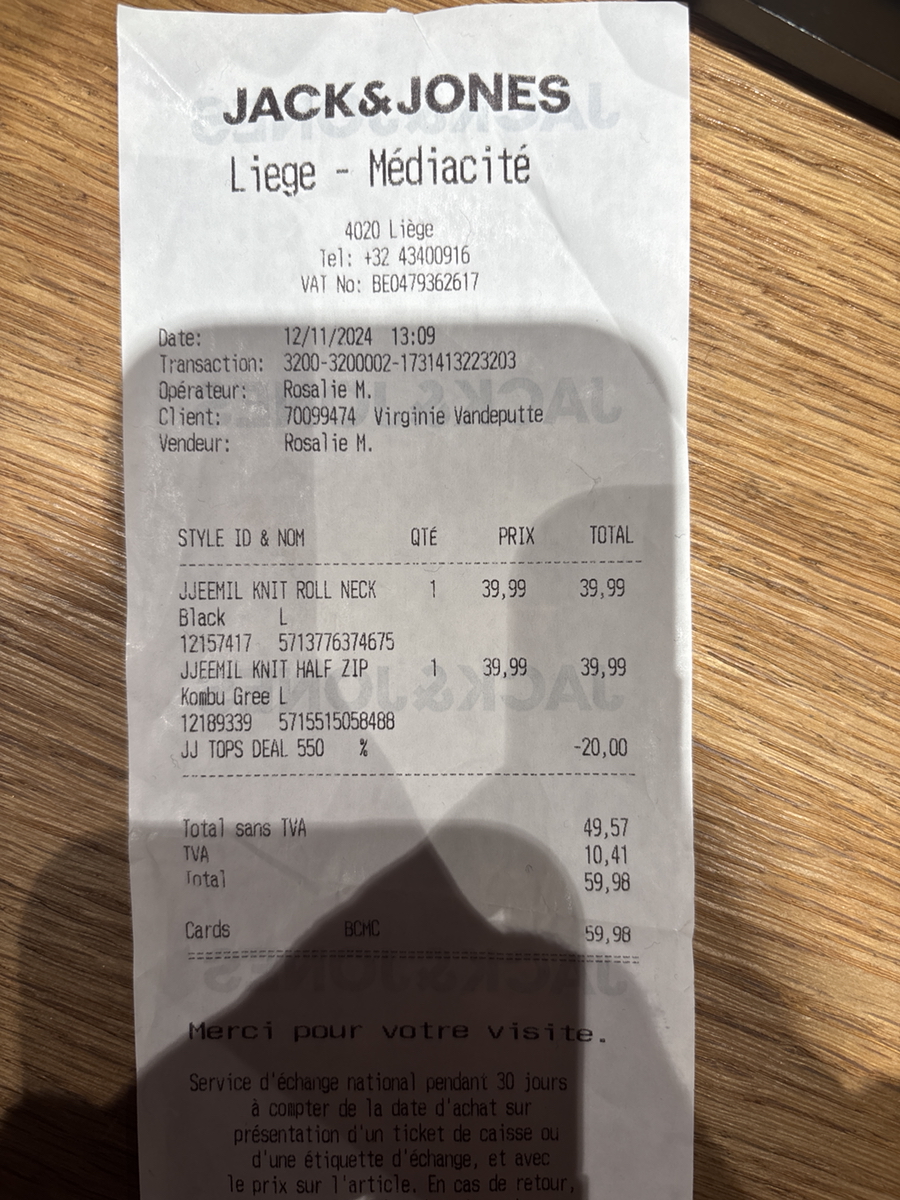 JACK&JONES
Liege - Médiacité
4020 Liège
Tel: +32 43400916
VAT No: BE0479362617
Date: 12/11/2024 13:09
Transaction: 3200-3200002-1731413223203
Opérateur: Rosalie M.
Client: 70099474 Virginie Vandeputte
Vendeur: Rosalie M.
STYLE ID & NOM QTÉ PRIX TOTAL
JJEEMIL KNIT ROLL NECK 1 39,99 39,99
Black L
12157417 5713776374675
JJEEMIL KNIT HALF ZIP 1 39,99 39,99
Kombu Gree L
12189339 5715515058488
JJ TOPS DEAL 550 % -20,00
Total sans TVA 49,57
TVA 10,41
Total 59,98
Cards BCMC 59,98
Merci pour votre visite.
Service d'échange national pendant 30 jours
à compter de la date d'achat sur
présentation d'un ticket de caisse ou
d'une étiquette d'échange, et avec
le prix sur l'article. En cas de retour,